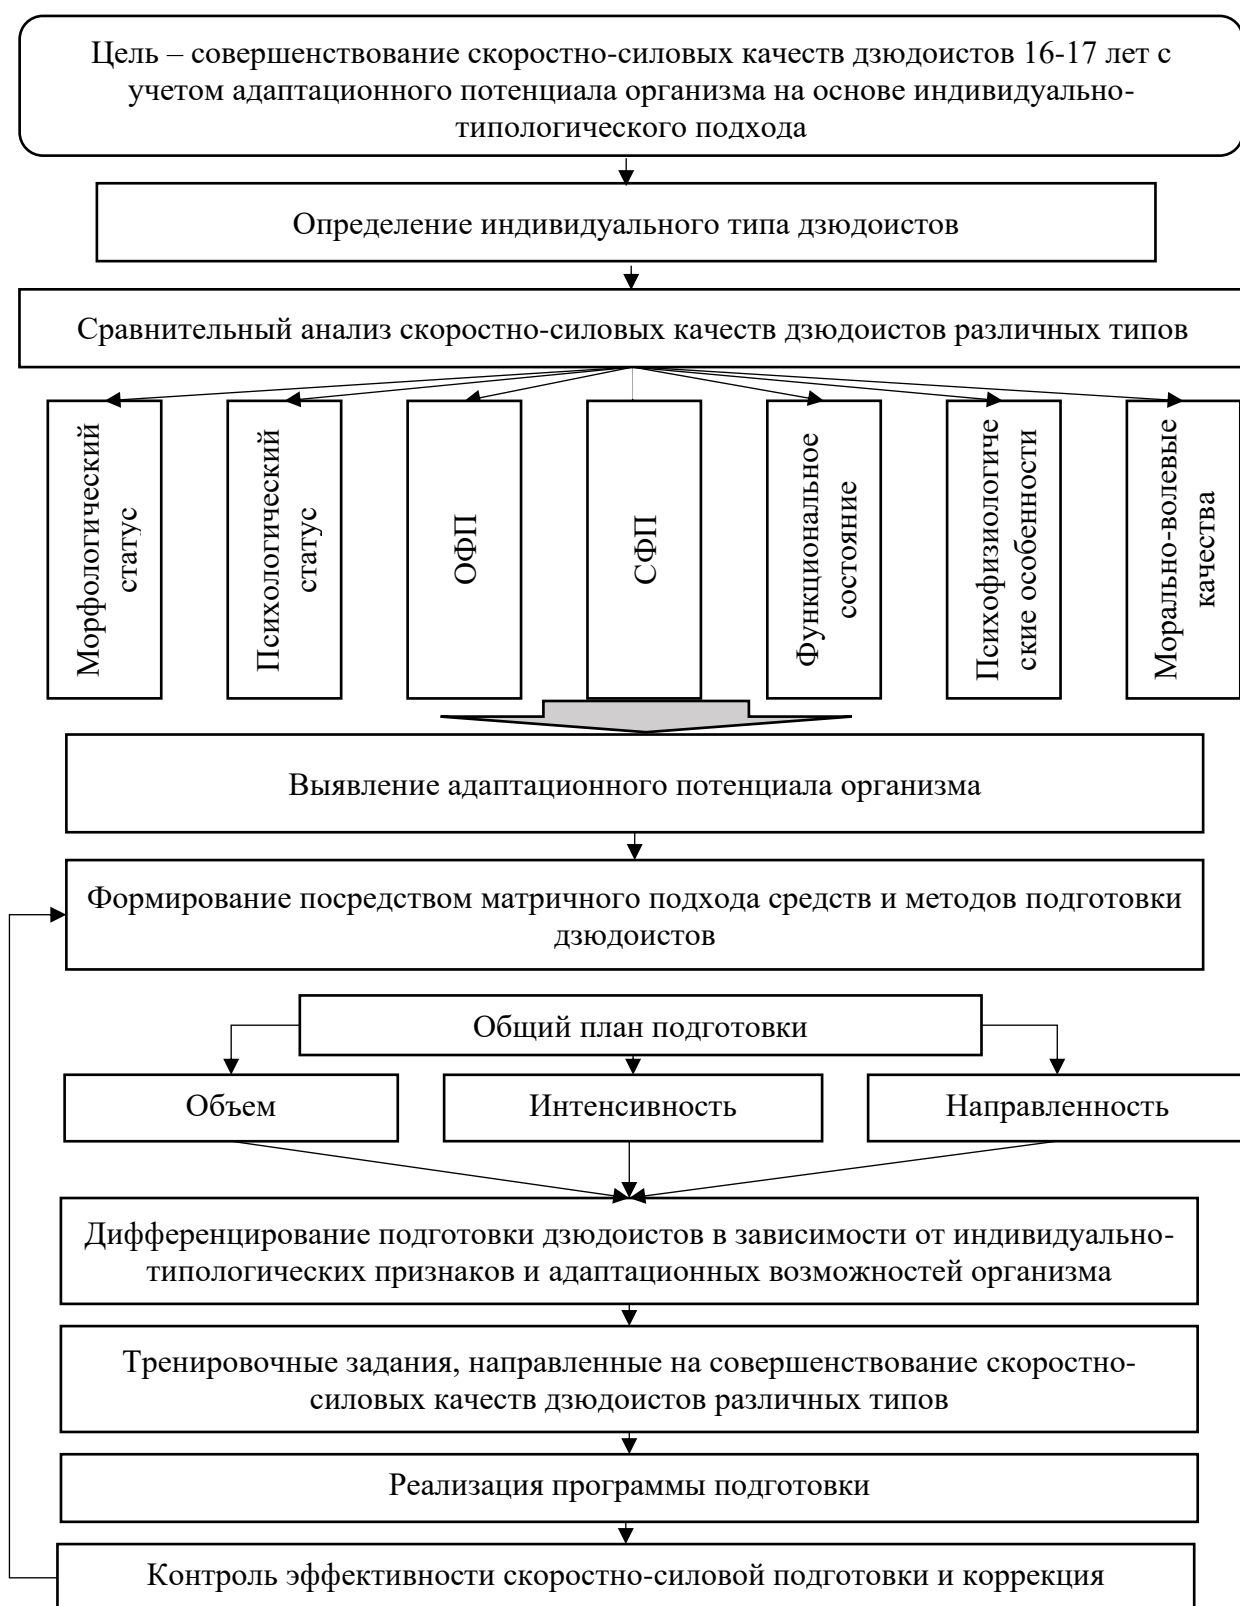 Цель – совершенствование скоростно-силовых качеств дзюдоистов 16-17 лет с
учетом адаптационного потенциала организма на основе индивидуально-
типологического подхода
Определение индивидуального типа дзюдоистов
Сравнительный анализ скоростно-силовых качеств дзюдоистов различных типов
Морфологический
статус
Психологический
статус
ОФП
СФП
Функциональное
состояние
Психофизиологиче
ские особенности
Морально-волевые
качества
Выявление адаптационного потенциала организма
Формирование посредством матричного подхода средств и методов подготовки
дзюдоистов
Общий план подготовки
Объем
Интенсивность
Направленность
Дифференцирование подготовки дзюдоистов в зависимости от индивидуально-
типологических признаков и адаптационных возможностей организма
Тренировочные задания, направленные на совершенствование скоростно-
силовых качеств дзюдоистов различных типов
Реализация программы подготовки
Контроль эффективности скоростно-силовой подготовки и коррекция